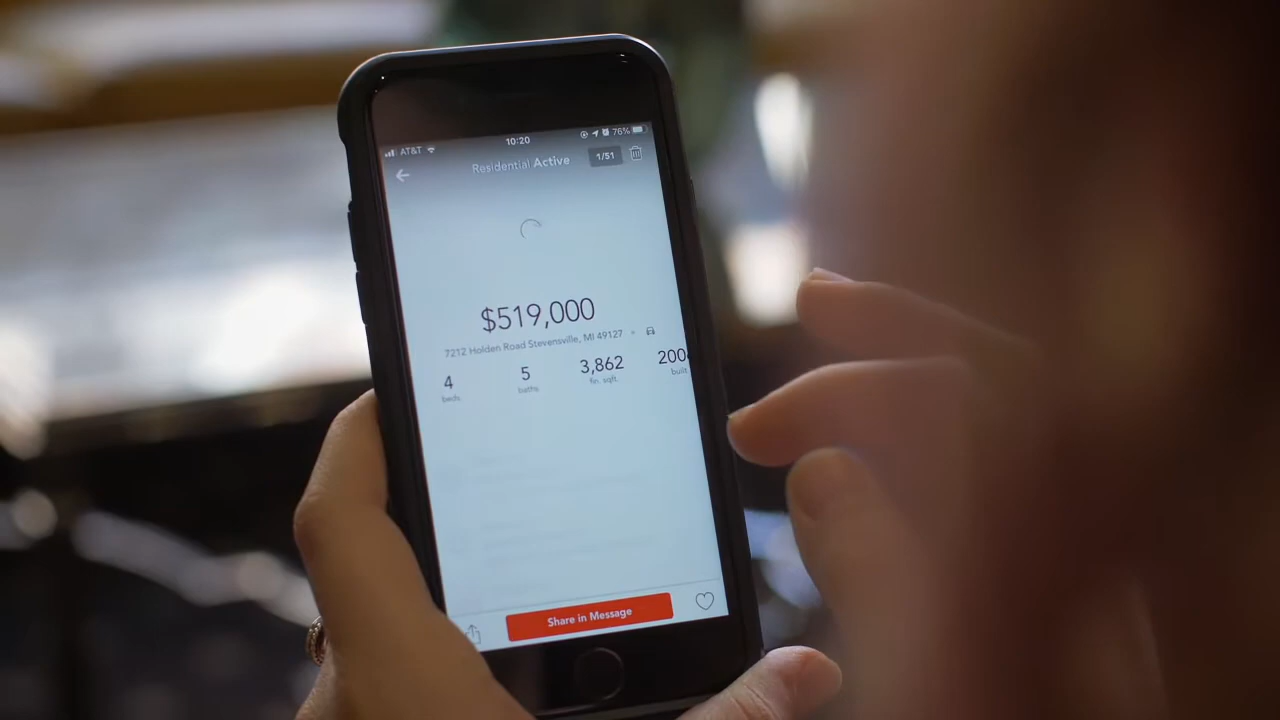 AT&T 10:20 76%
Residential Active 1/51
$519,000
7212 Holden Road Stevensville, MI 49127
4 5 3,862 200
beds baths fin. sqft. built
Share in Message